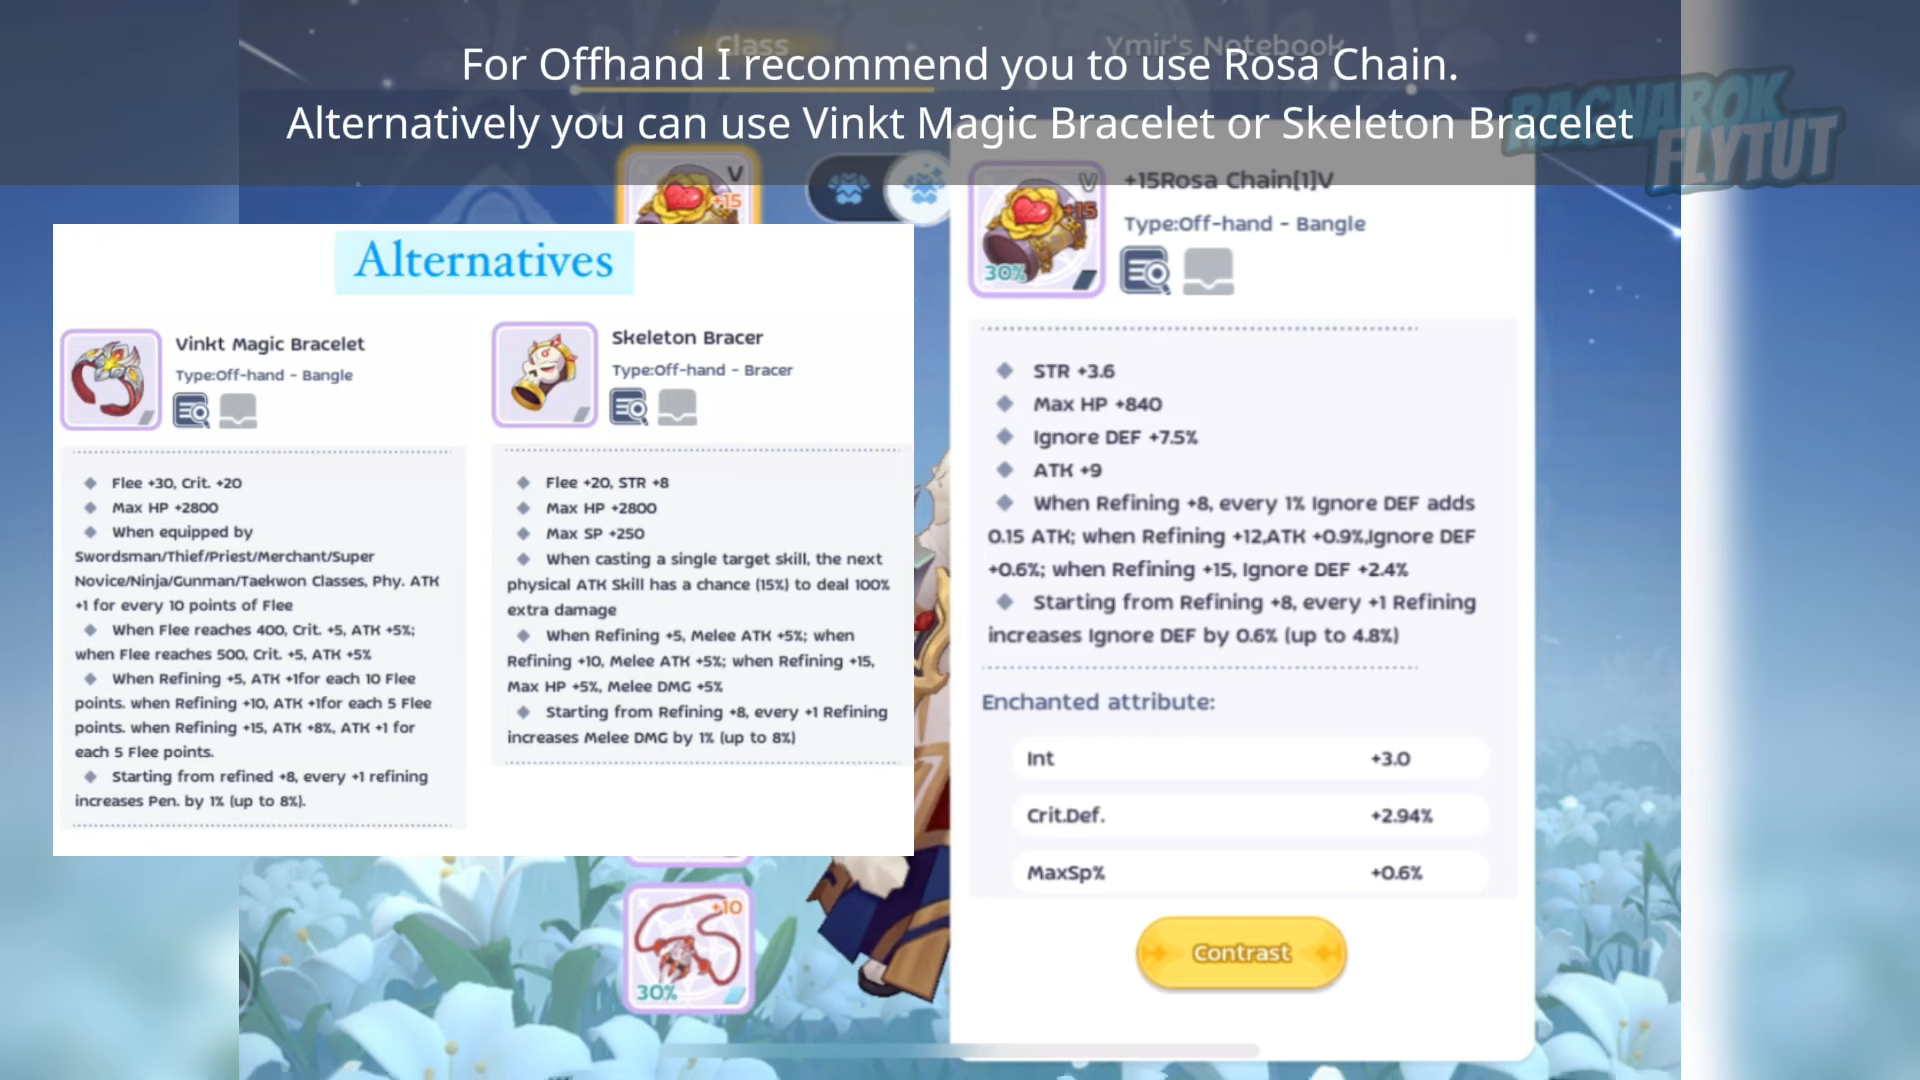 Class
Ymir's Notebook
For Offhand I recommend you to use Rosa Chain.
Alternatively you can use Vinkt Magic Bracelet or Skeleton Bracelet
RAGNAROK
FLYTUT
V
+15
Alternatives
Vinkt Magic Bracelet
Type:Off-hand - Bangle
Flee +30, Crit. +20
Max HP +2800
When equipped by
Swordsman/Thief/Priest/Merchant/Super
Novice/Ninja/Gunman/Taekwon Classes, Phy. ATK
+1 for every 10 points of Flee
When Flee reaches 400, Crit. +5, ATK +5%;
when Flee reaches 500, Crit. +5, ATK +5%
When Refining +5, ATK +1for each 10 Flee
points. when Refining +10, ATK +1for each 5 Flee
points. when Refining +15, ATK +8%, ATK +1 for
each 5 Flee points.
Starting from refined +8, every +1 refining
increases Pen. by 1% (up to 8%).
Skeleton Bracer
Type:Off-hand - Bracer
Flee +20, STR +8
Max HP +2800
Max SP +250
When casting a single target skill, the next
physical ATK Skill has a chance (15%) to deal 100%
extra damage
When Refining +5, Melee ATK +5%; when
Refining +10, Melee ATK +5%; when Refining +15,
Max HP +5%, Melee DMG +5%
Starting from Refining +8, every +1 Refining
increases Melee DMG by 1% (up to 8%)
+10
30%
V
+15
30%
+15Rosa Chain[1]V
Type:Off-hand - Bangle
STR +3.6
Max HP +840
Ignore DEF +7.5%
ATK +9
When Refining +8, every 1% Ignore DEF adds
0.15 ATK; when Refining +12,ATK +0.9%,Ignore DEF
+0.6%; when Refining +15, Ignore DEF +2.4%
Starting from Refining +8, every +1 Refining
increases Ignore DEF by 0.6% (up to 4.8%)
Enchanted attribute:
Int +3.0
Crit.Def. +2.94%
MaxSp% +0.6%
Contrast